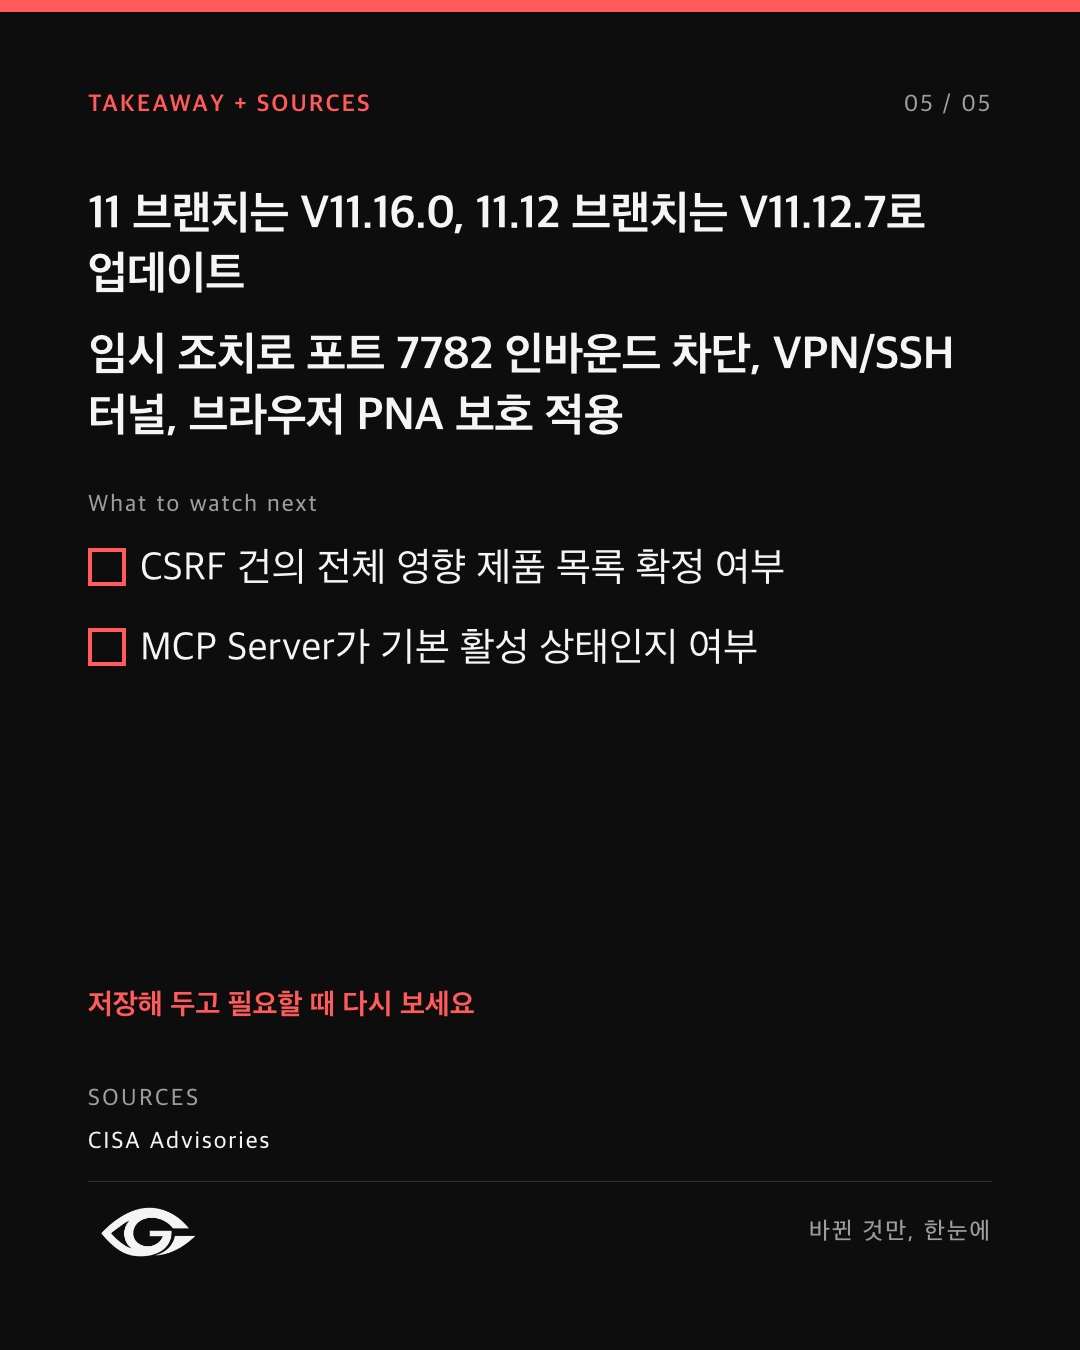 TAKEAWAY + SOURCES
05 / 05
11 브랜치는 V11.16.0, 11.12 브랜치는 V11.12.7로
업데이트
임시 조치로 포트 7782 인바운드 차단, VPN/SSH
터널, 브라우저 PNA 보호 적용
What to watch next
CSRF 건의 전체 영향 제품 목록 확정 여부
MCP Server가 기본 활성 상태인지 여부
저장해 두고 필요할 때 다시 보세요
SOURCES
CISA Advisories
G
바뀐 것만, 한눈에